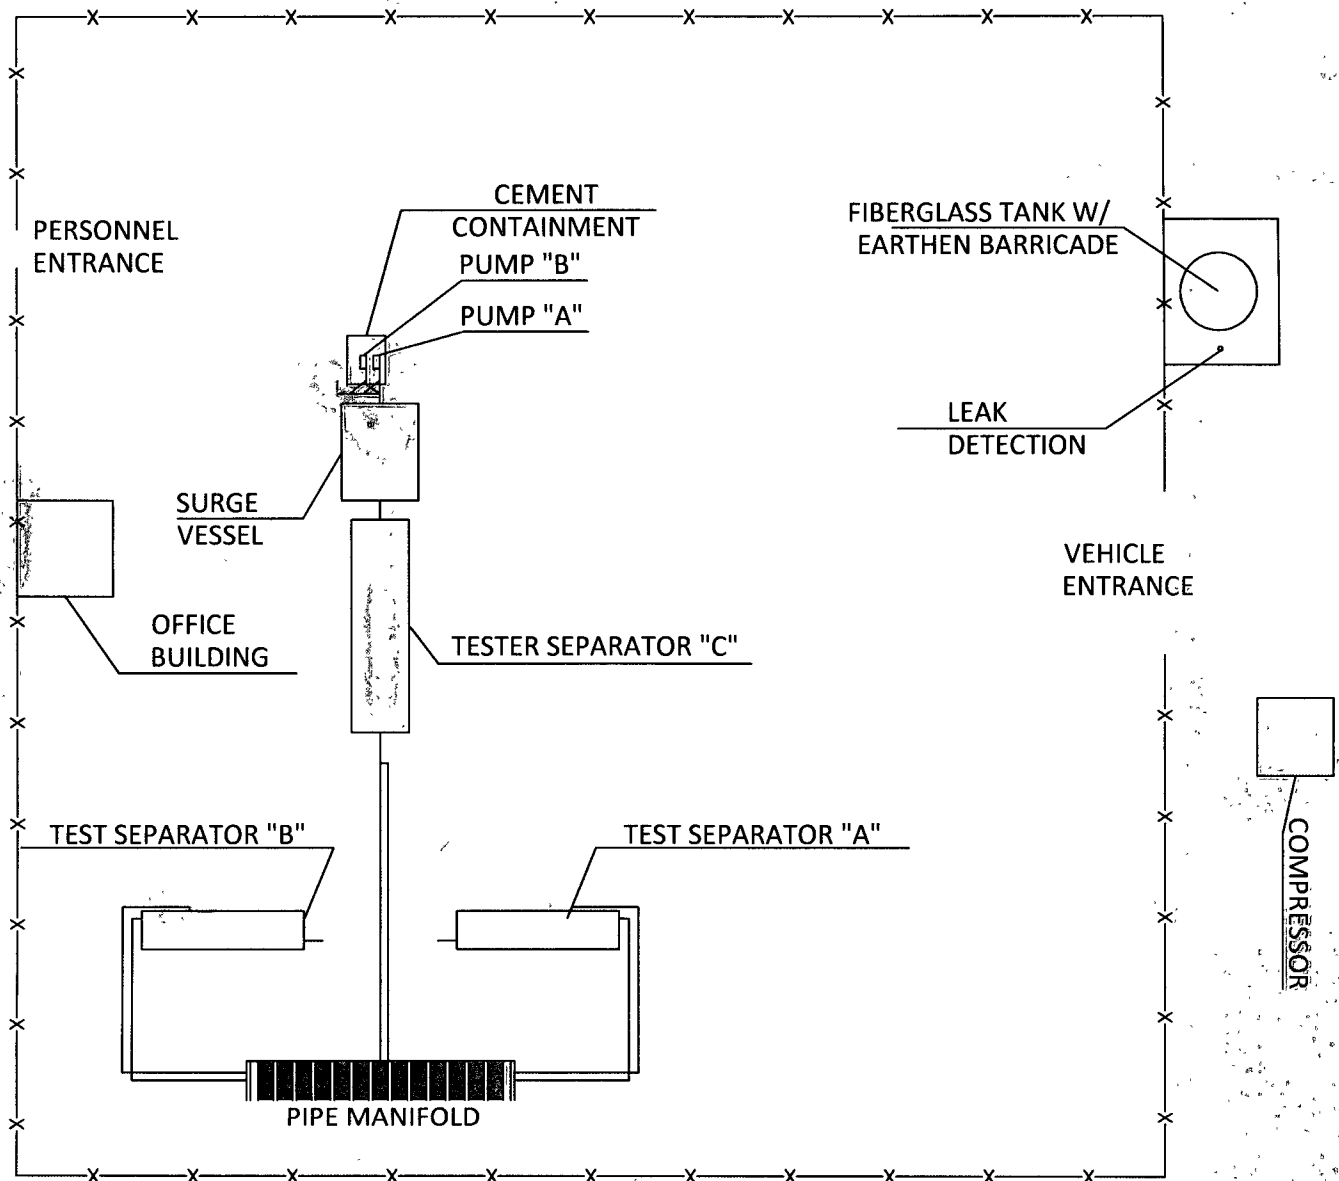 PERSONNEL
ENTRANCE
CEMENT
CONTAINMENT
PUMP "B"
PUMP "A"
FIBERGLASS TANK W/
EARTHEN BARRICADE
LEAK
DETECTION
SURGE
VESSEL
VEHICLE
ENTRANCE
OFFICE
BUILDING
TESTER SEPARATOR "C"
TEST SEPARATOR "B"
TEST SEPARATOR "A"
COMPRESSOR
PIPE MANIFOLD